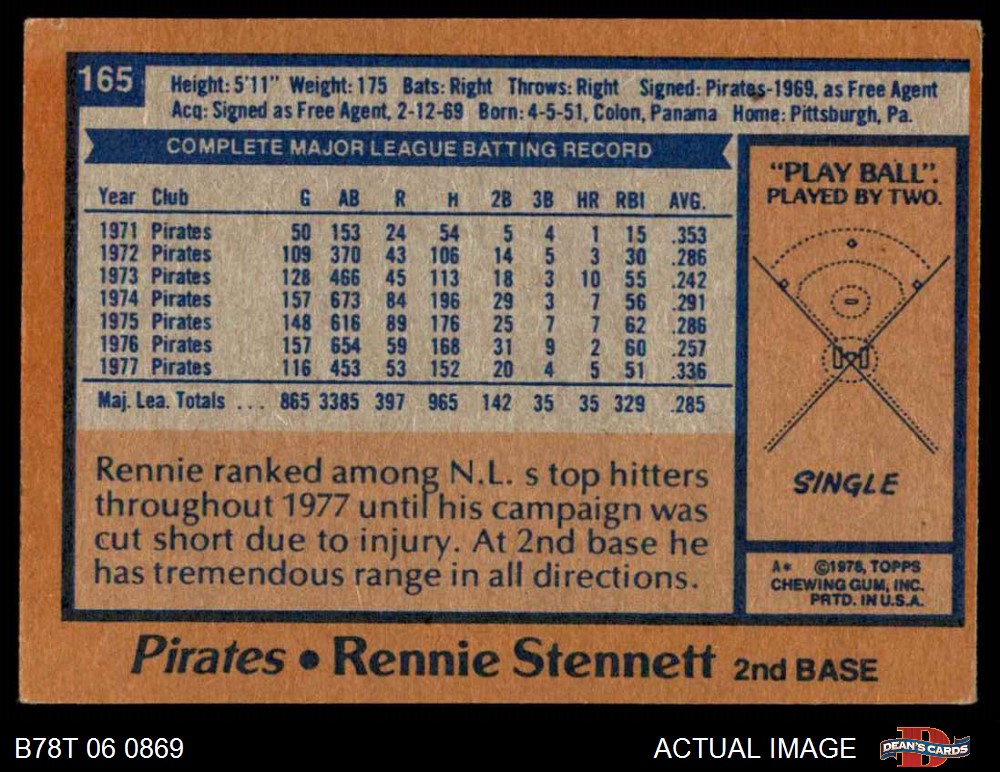 165
Height: 5'11" Weight: 175 Bats: Right Throws: Right Signed: Pirates-1969, as Free Agent
Acq: Signed as Free Agent, 2-12-69 Born: 4-5-51, Colon, Panama Home: Pittsburgh, Pa.
COMPLETE MAJOR LEAGUE BATTING RECORD
Year Club G AB R H 2B 3B HR RBI AVG.
1971 Pirates 50 153 24 54 5 4 1 15 .353
1972 Pirates 109 370 43 106 14 5 3 30 .286
1973 Pirates 128 466 45 113 18 3 10 55 .242
1974 Pirates 157 673 84 196 29 3 7 56 .291
1975 Pirates 148 616 89 176 25 7 7 62 .286
1976 Pirates 157 654 59 168 31 9 2 60 .257
1977 Pirates 116 453 53 152 20 4 5 51 .336
Maj. Lea. Totals ... 865 3385 397 965 142 35 35 329 .285
Rennie ranked among N.L. s top hitters
throughout 1977 until his campaign was
cut short due to injury. At 2nd base he
has tremendous range in all directions.
"PLAY BALL".
PLAYED BY TWO.
SINGLE
A* ©1978, TOPPS
CHEWING GUM, INC.
PRTD. IN U.S.A.
Pirates • Rennie Stennett 2nd BASE
B78T 06 0869
ACTUAL IMAGE
D
DEAN'S CARDS